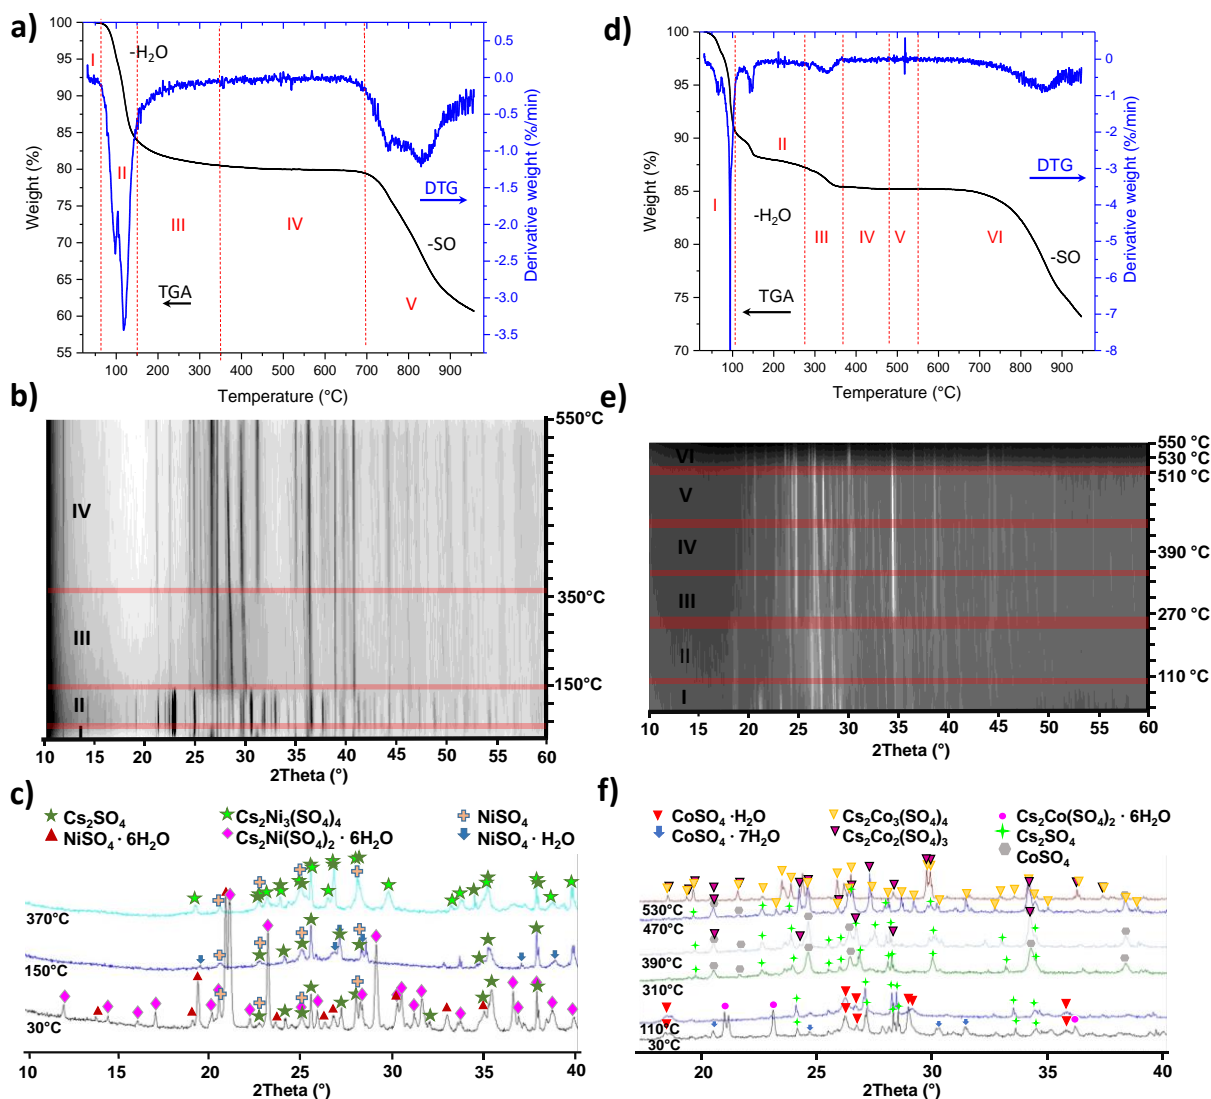 a)
100
95
90
85
80
75
70
65
60
55
Weight (%)
I
-H₂O
II
III
IV
V
-SO
DTG
TGA
0.5
0.0
-0.5
-1.0
-1.5
-2.0
-2.5
-3.0
-3.5
Derivative weight (%/min)
100 200 300 400 500 600 700 800 900
Temperature (°C)
d)
100
95
90
85
80
75
70
Weight (%)
I
II
-H₂O
III
IV
V
VI
-SO
DTG
TGA
0
-1
-2
-3
-4
-5
-6
-7
-8
Derivative weight (%/min)
100 200 300 400 500 600 700 800 900
Temperature (°C)
b)
550°C
IV
350°C
III
150°C
II
I
10 15 20 25 30 35 40 45 50 55 60
2Theta (°)
e)
VI
550 °C
530 °C
510 °C
V
IV
390 °C
III
270 °C
II
110 °C
I
10 15 20 25 30 35 40 45 50 55 60
2Theta (°)
c)
Cs₂SO₄
Cs₂Ni₃(SO₄)₄
NiSO₄
NiSO₄ · 6H₂O
Cs₂Ni(SO₄)₂ · 6H₂O
NiSO₄ · H₂O
370°C
150°C
30°C
10 15 20 25 30 35 40
2Theta (°)
f)
CoSO₄ ·H₂O
Cs₂Co₃(SO₄)₄
Cs₂Co(SO₄)₂ · 6H₂O
CoSO₄ · 7H₂O
Cs₂Co₂(SO₄)₃
Cs₂SO₄
CoSO₄
530°C
470°C
390°C
310°C
110°C
30°C
20 25 30 35 40
2Theta (°)